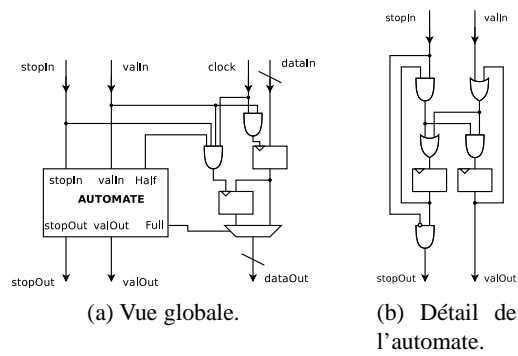 stopIn valIn clock dataIn
stopIn valIn Half
AUTOMATE
stopOut valOut Full
stopOut valOut dataOut
(a) Vue globale.
stopIn valIn
stopOut valOut
(b) Détail de
l'automate.